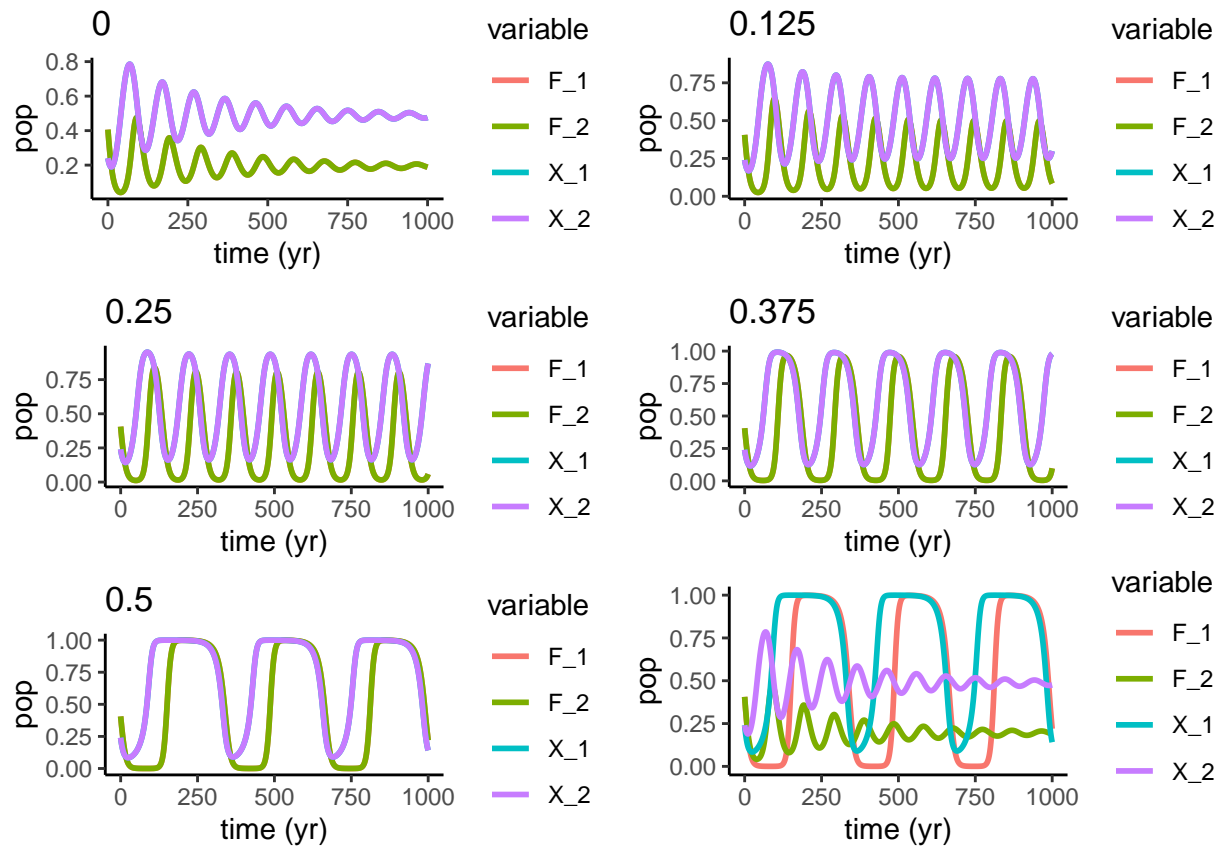 0
variable
pop
0.8
0.6
0.4
0.2
0 250 500 750 1000
time (yr)
F_1
F_2
X_1
X_2
0.125
variable
pop
0.75
0.50
0.25
0.00
0 250 500 750 1000
time (yr)
F_1
F_2
X_1
X_2
0.25
variable
pop
0.75
0.50
0.25
0.00
0 250 500 750 1000
time (yr)
F_1
F_2
X_1
X_2
0.375
variable
pop
1.00
0.75
0.50
0.25
0.00
0 250 500 750 1000
time (yr)
F_1
F_2
X_1
X_2
0.5
variable
pop
1.00
0.75
0.50
0.25
0.00
0 250 500 750 1000
time (yr)
F_1
F_2
X_1
X_2
variable
pop
1.00
0.75
0.50
0.25
0.00
0 250 500 750 1000
time (yr)
F_1
F_2
X_1
X_2